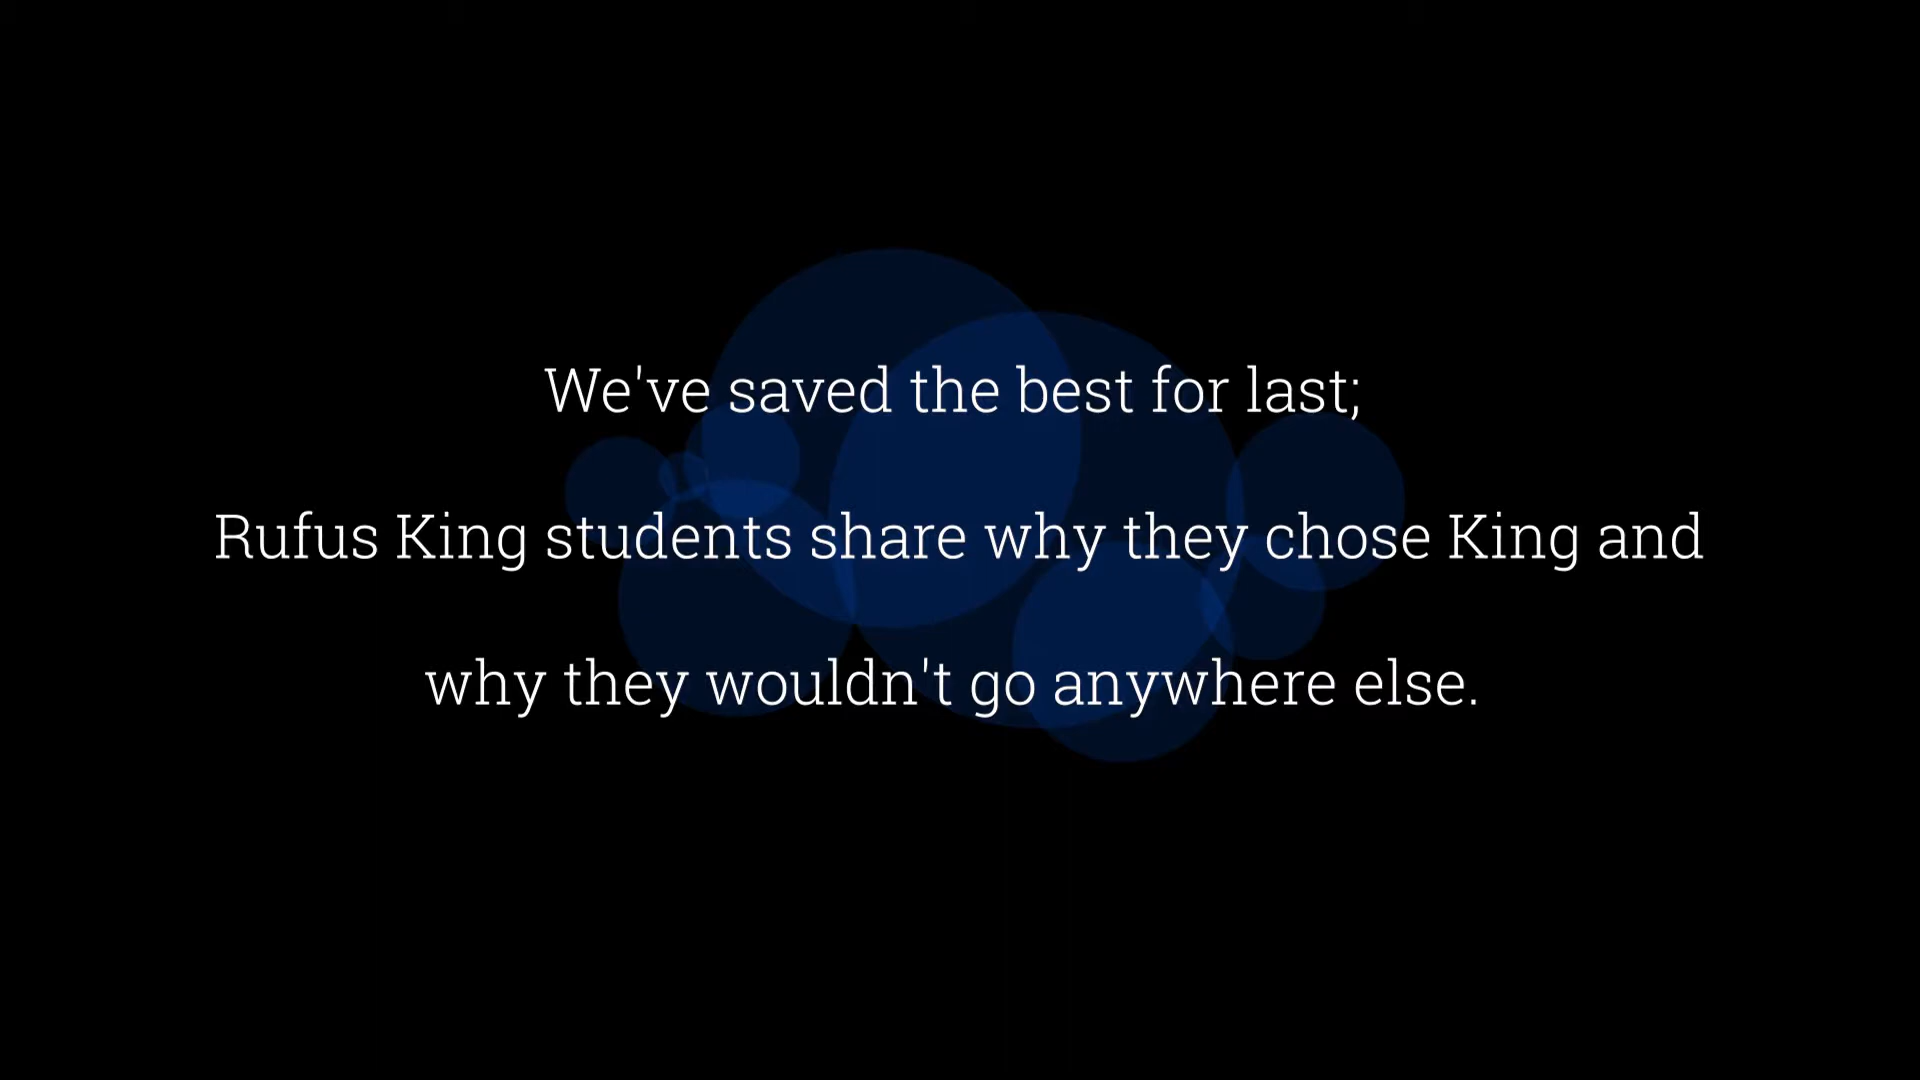 We've saved the best for last;
Rufus King students share why they chose King and
why they wouldn't go anywhere else.